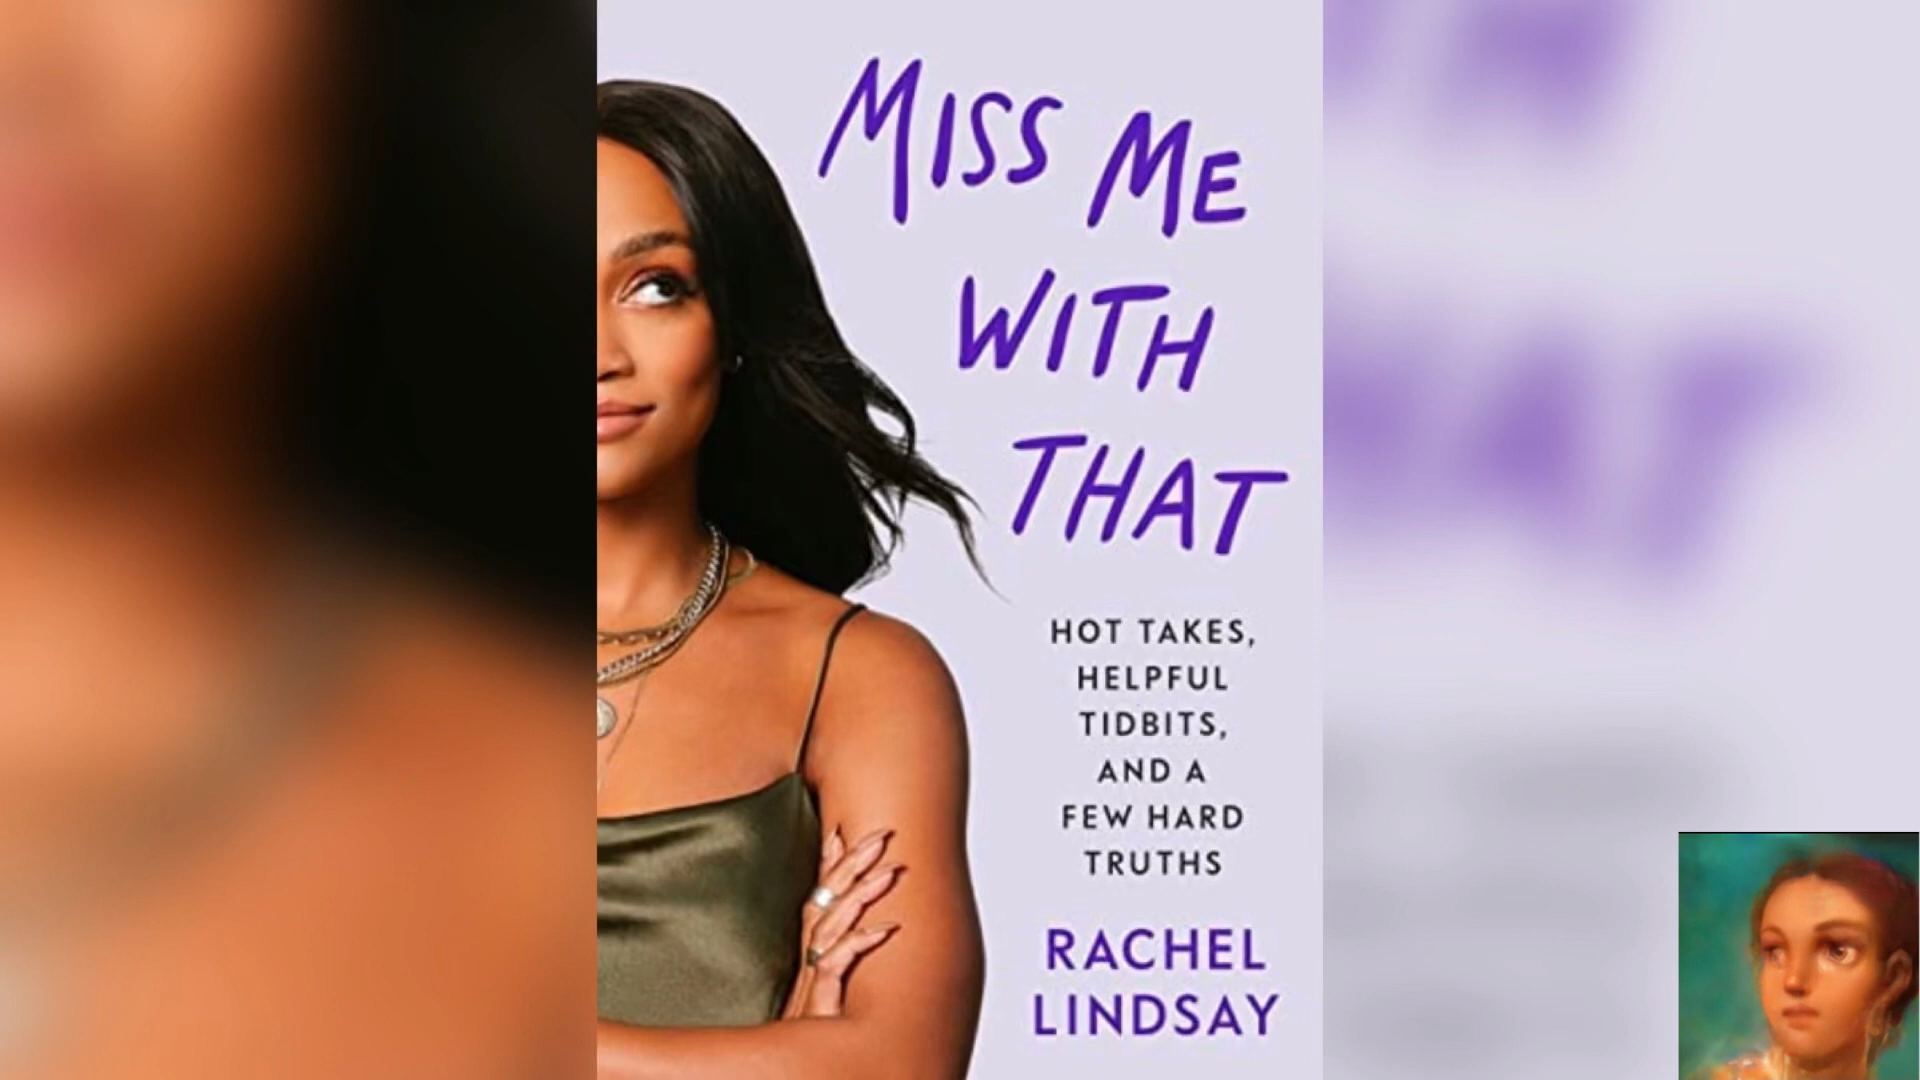 MISS ME
WITH
THAT
HOT TAKES,
HELPFUL
TIDBITS,
AND A
FEW HARD
TRUTHS
RACHEL
LINDSAY